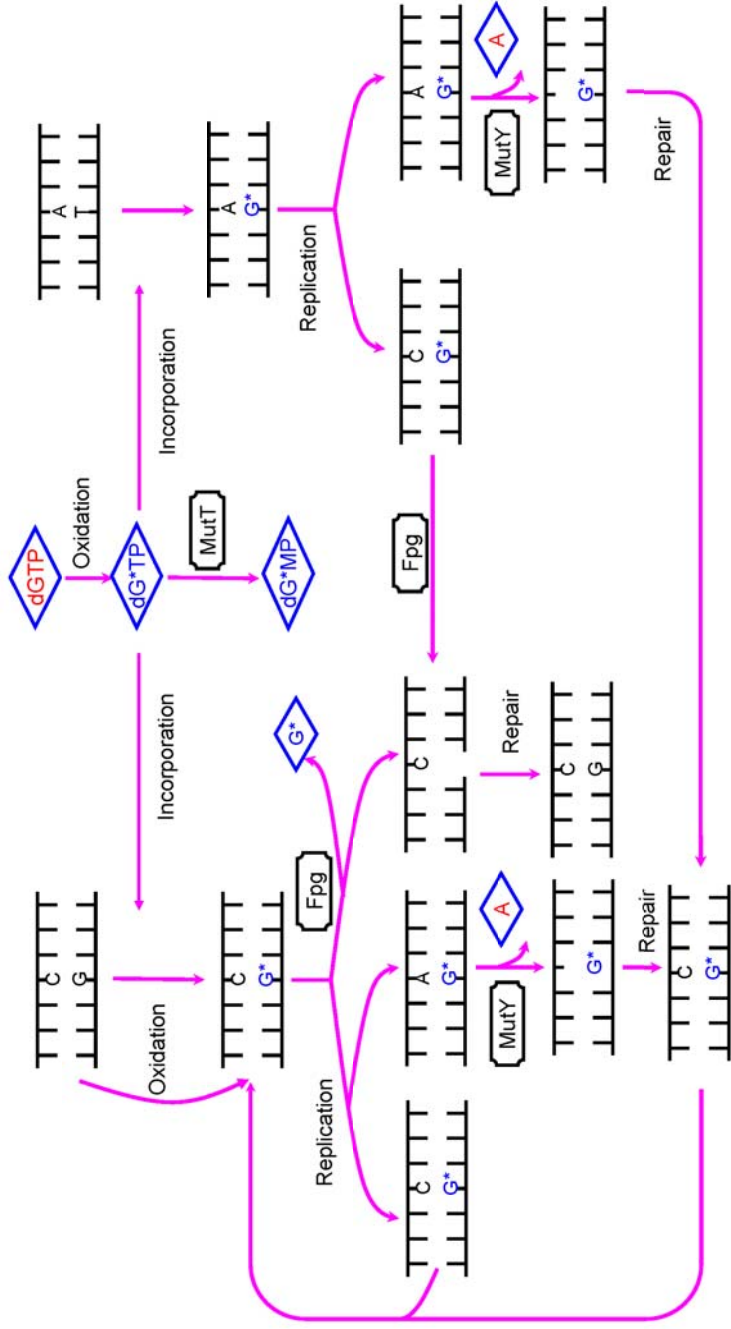 dGTP
C
A
G
Oxidation
T
dG*TP
Oxidation
Incorporation
Incorporation
MutT
C
A
G*
G*
dG*MP
G*
Fpg
Replication
Replication
C
A
C
Fpg
C
A
G*
G*
G*
G*
MutY
A
Repair
MutY
A
G*
C
G
G*
Repair
Repair
C
G*